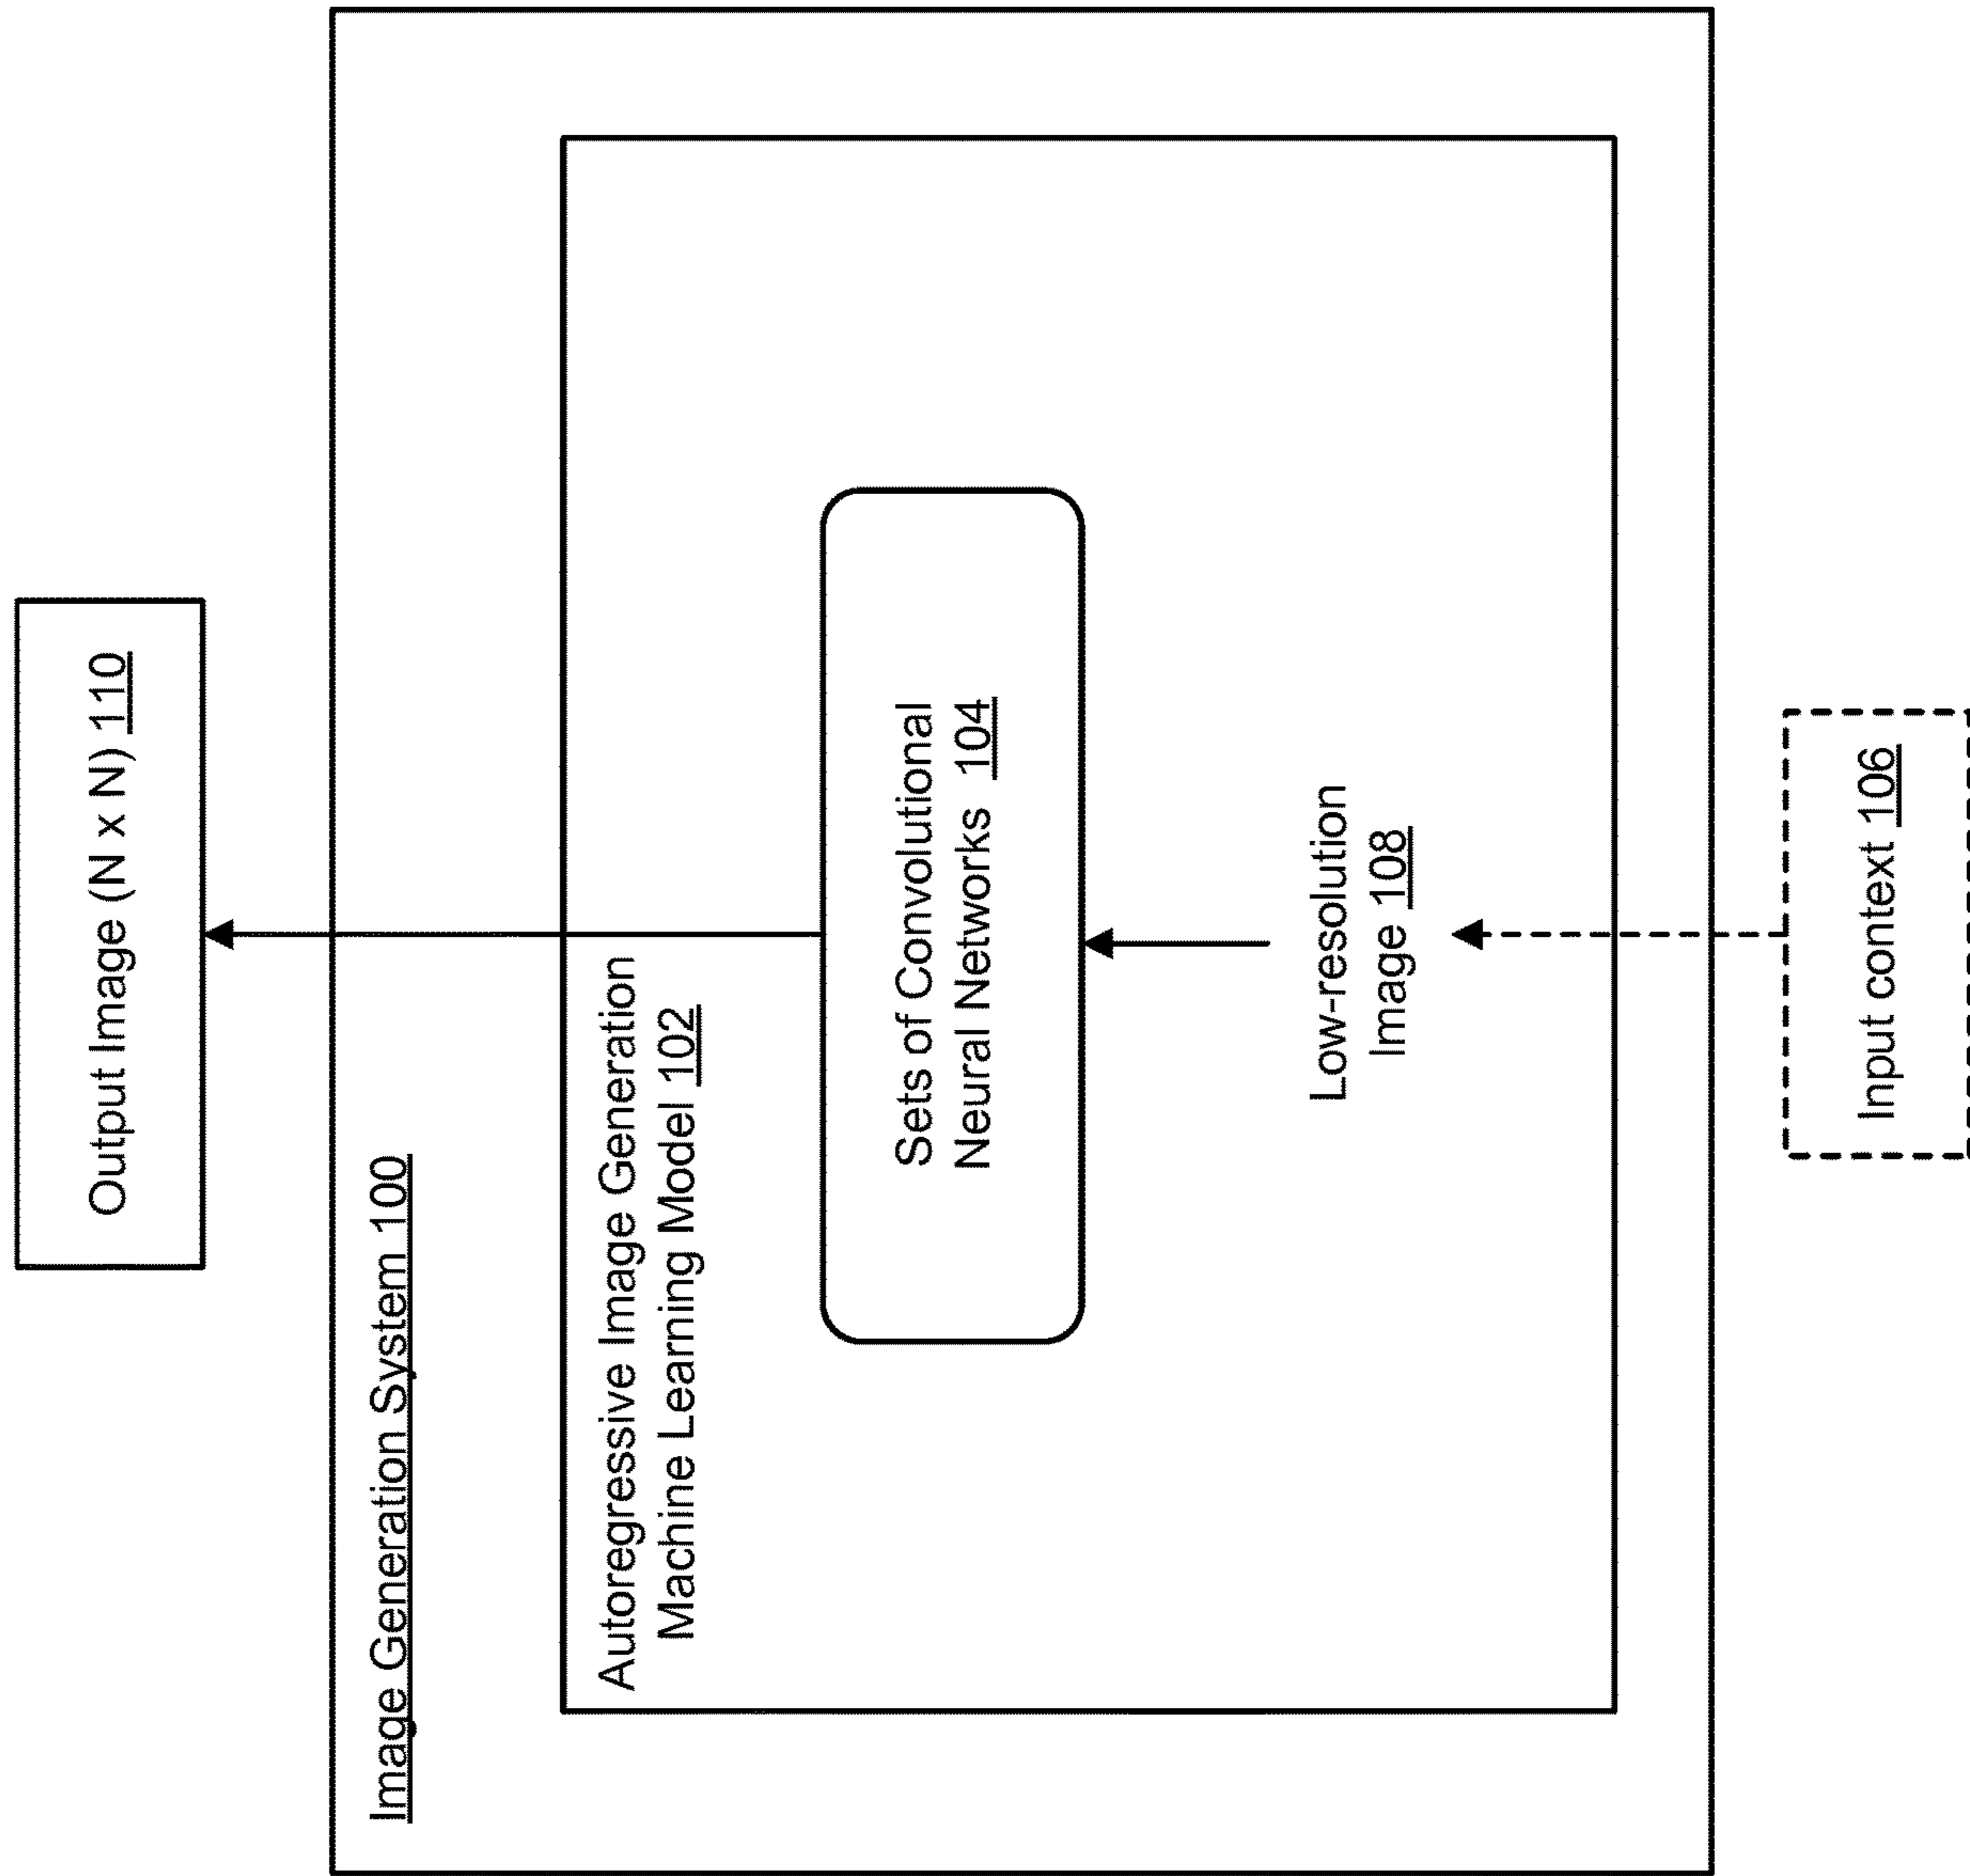 Output Image (N x N) 110
Image Generation System 100
Autoregressive Image Generation
Machine Learning Model 102
Sets of Convolutional
Neural Networks 104
Low-resolution
Image 108
Input context 106